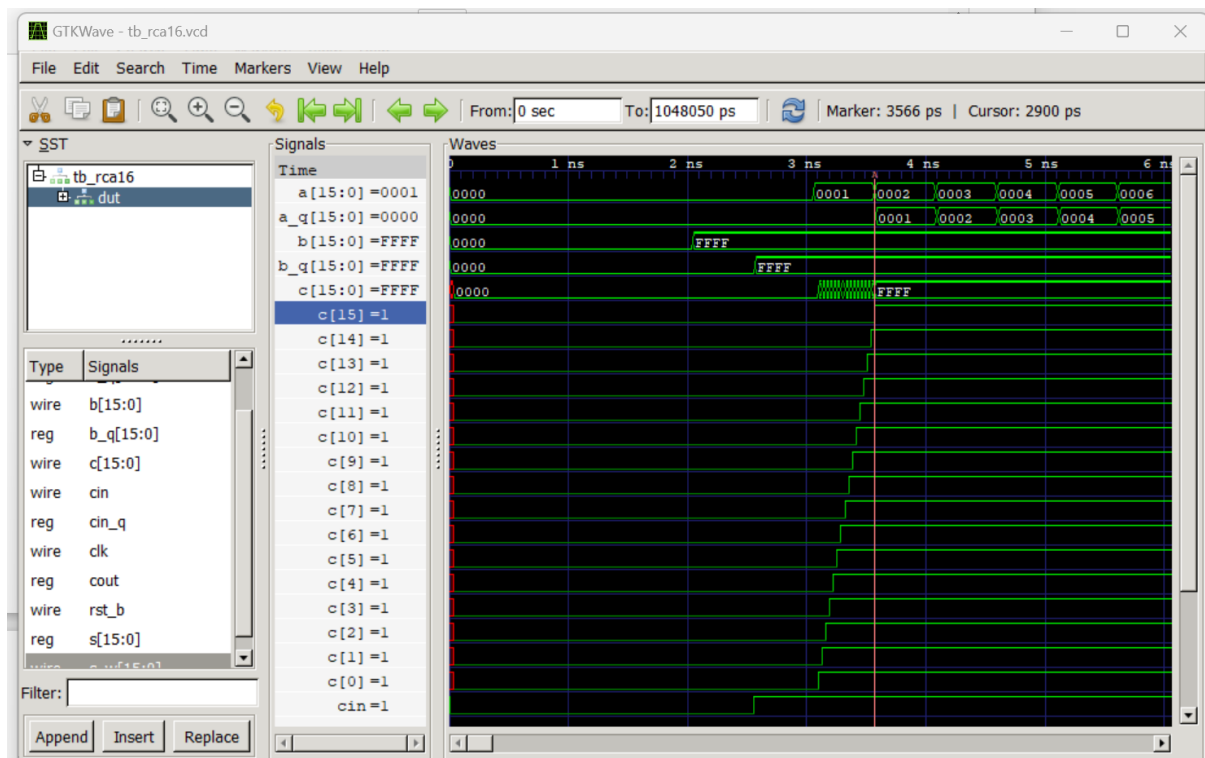 GTKWave - tb_rca16.vcd
File Edit Search Time Markers View Help
From: 0 sec To: 1048050 ps Marker: 3566 ps | Cursor: 2900 ps
SST
tb_rca16
dut
Type Signals
wire b[15:0]
reg b_q[15:0]
wire c[15:0]
wire cin
reg cin_q
wire clk
reg cout
wire rst_b
reg s[15:0]
Filter:
Append Insert Replace
Signals
Time
a[15:0] =0001
a_q[15:0] =0000
b[15:0] =FFFF
b_q[15:0] =FFFF
c[15:0] =FFFF
c[15] =1
c[14] =1
c[13] =1
c[12] =1
c[11] =1
c[10] =1
c[9] =1
c[8] =1
c[7] =1
c[6] =1
c[5] =1
c[4] =1
c[3] =1
c[2] =1
c[1] =1
c[0] =1
cin =1
Waves
0 1 ns 2 ns 3 ns 4 ns 5 ns 6 ns
0000 0001 0002 0003 0004 0005 0006
0000 0001 0002 0003 0004 0005
0000 FFFF
0000 FFFF
0000 FFFF